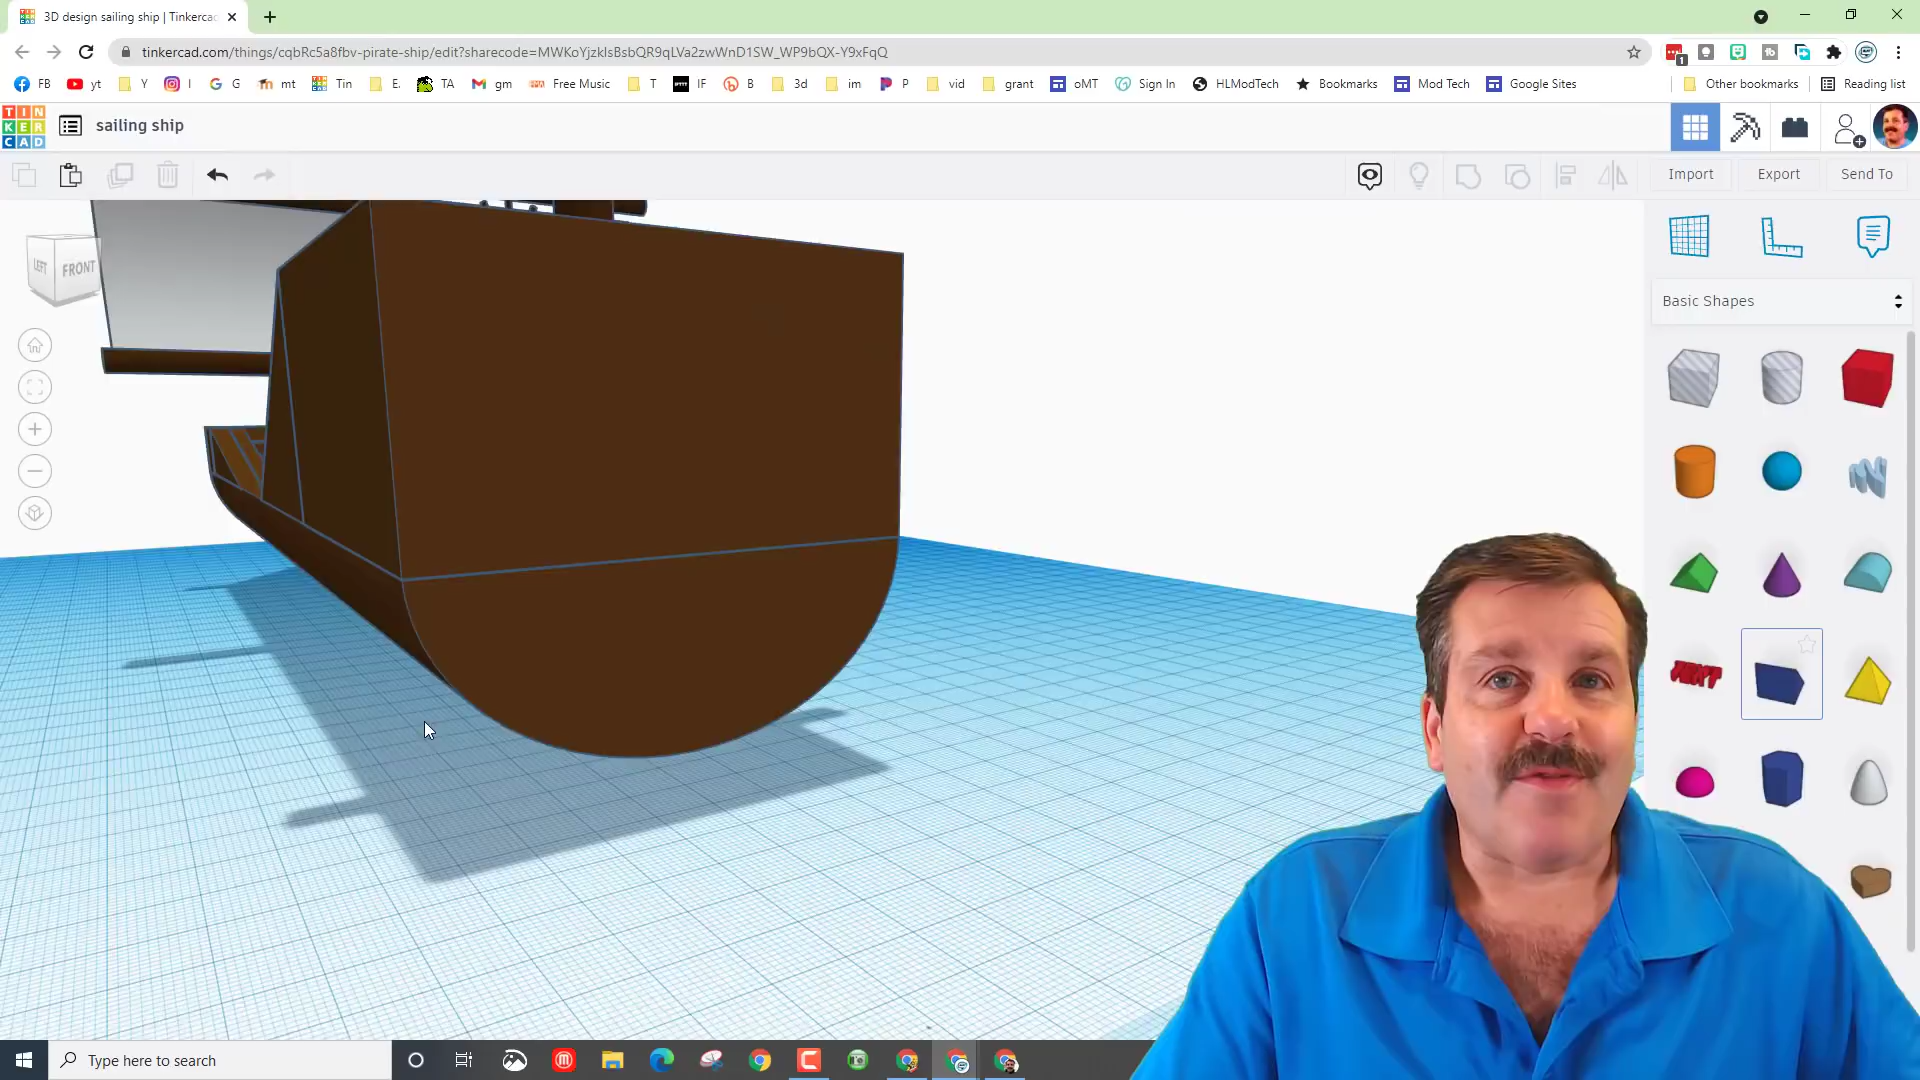 3D design sailing ship | Tinkercad
tinkercad.com/things/cqbRc5a8fbv-pirate-ship/edit?sharecode=MWKoYjzkIsBsbQR9qLVa2zwWnD1SW_WP9bQX-Y9xFqQ
1
FB yt Y I G G mt Tin E. TA gm Free Music T IFTTT IF B 3d im P vid grant oMT Sign In HLModTech Bookmarks Mod Tech Google Sites Other bookmarks Reading list
TIN
KER
CAD
sailing ship
Import Export Send To
LEFT FRONT
Basic Shapes
TEXT
Type here to search